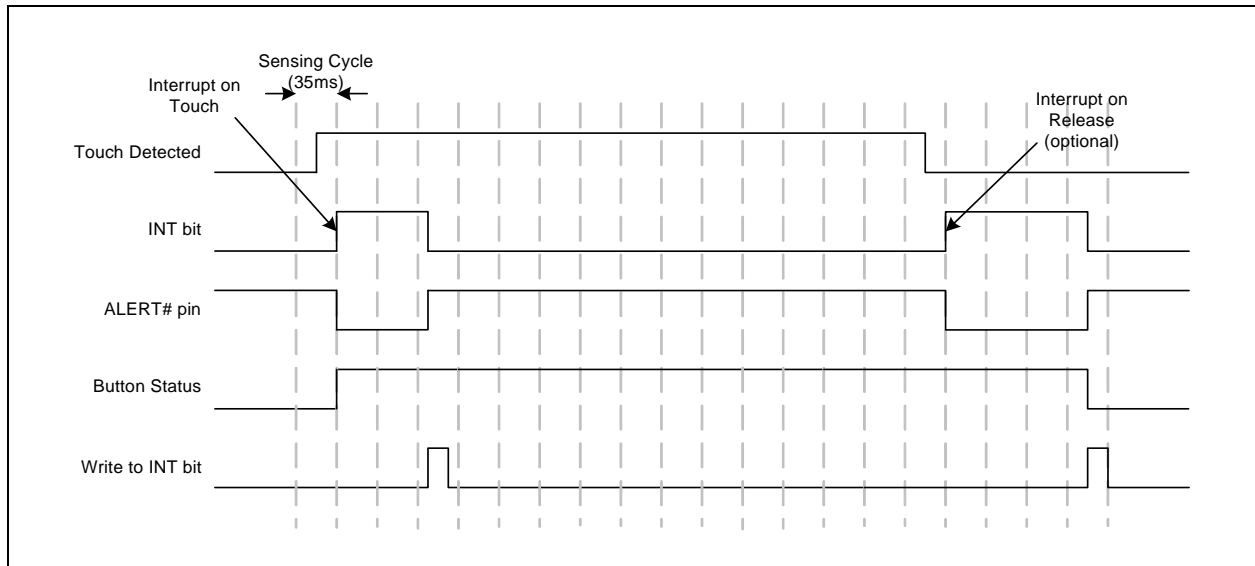 Sensing Cycle
(35ms)
Interrupt on
Touch
Interrupt on
Release
(optional)
Touch Detected
INT bit
ALERT# pin
Button Status
Write to INT bit